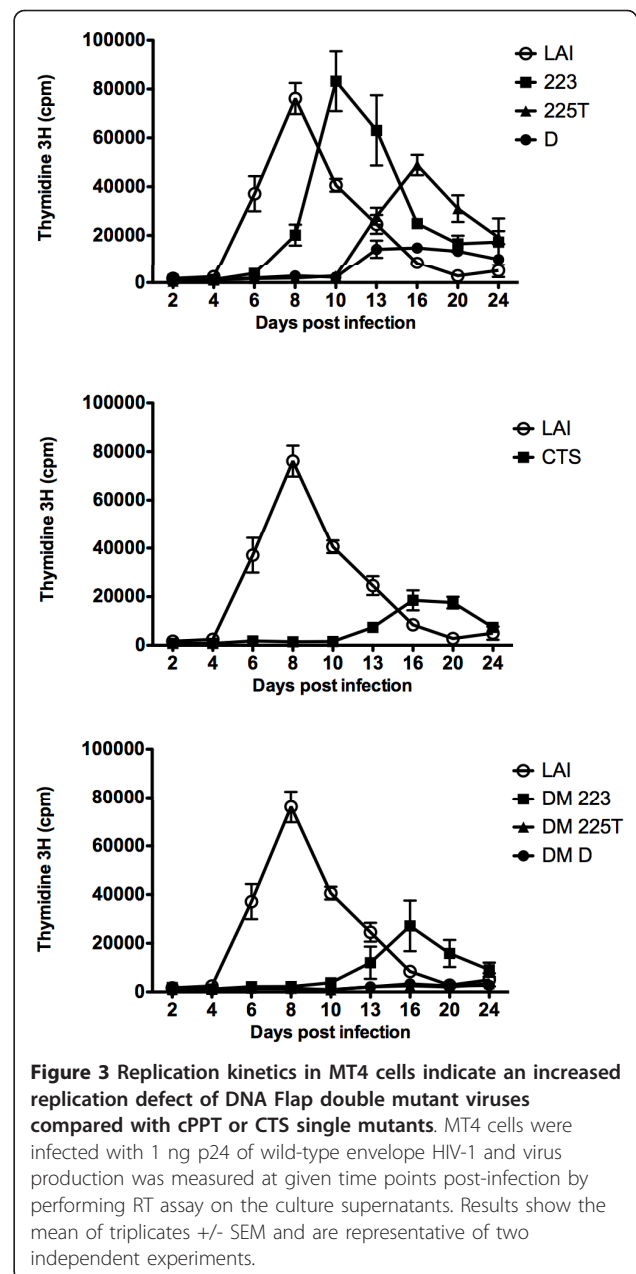 100000
80000
60000
40000
20000
0
Thymidine 3H (cpm)
2 4 6 8 10 13 16 20 24
Days post infection
LAI
223
225T
D
100000
80000
60000
40000
20000
0
Thymidine 3H (cpm)
2 4 6 8 10 13 16 20 24
Days post infection
LAI
CTS
100000
80000
60000
40000
20000
0
Thymidine 3H (cpm)
2 4 6 8 10 13 16 20 24
Days post infection
LAI
DM 223
DM 225T
DM D
Figure 3 Replication kinetics in MT4 cells indicate an increased
replication defect of DNA Flap double mutant viruses
compared with cPPT or CTS single mutants. MT4 cells were
infected with 1 ng p24 of wild-type envelope HIV-1 and virus
production was measured at given time points post-infection by
performing RT assay on the culture supernatants. Results show the
mean of triplicates +/- SEM and are representative of two
independent experiments.